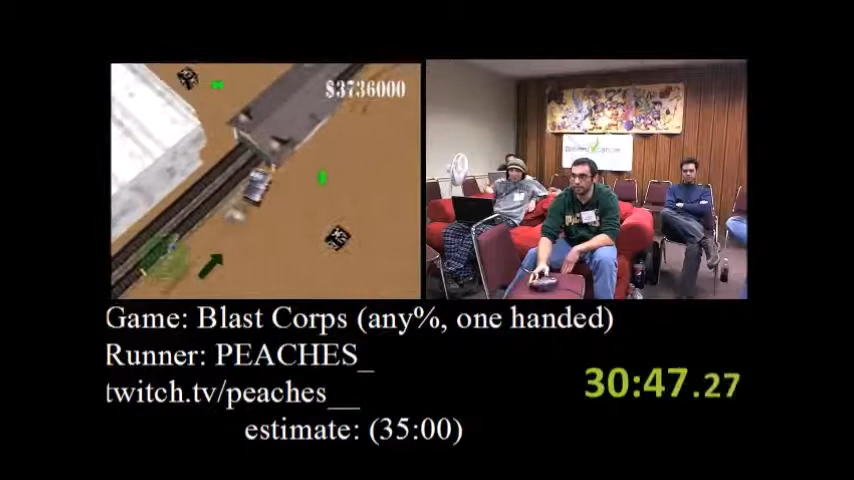 $3736000
Game: Blast Corps (any%, one handed)
Runner: PEACHES_
twitch.tv/peaches__
30:47.27
estimate: (35:00)